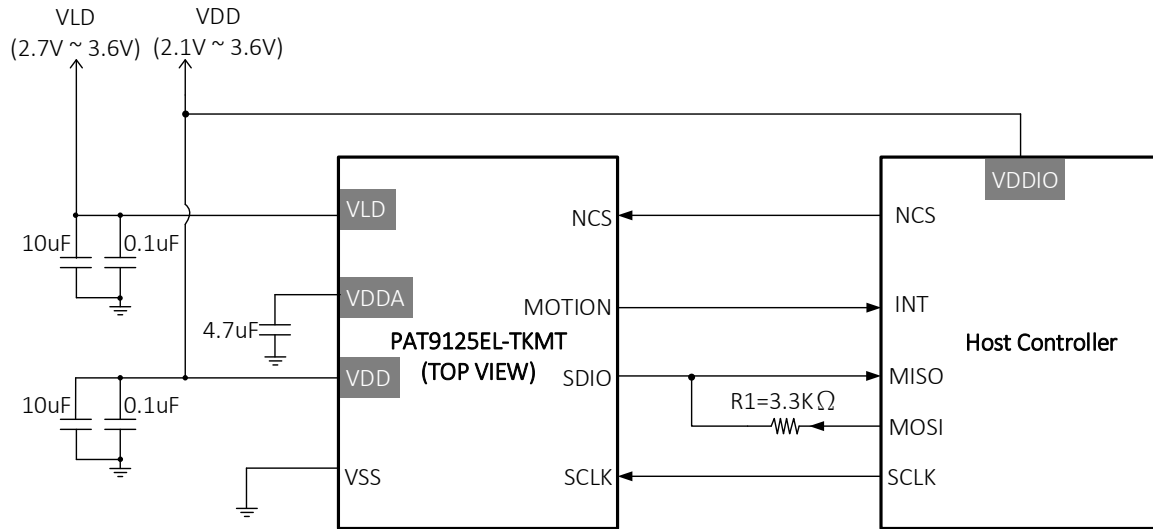 VLD
(2.7V ~ 3.6V)
VDD
(2.1V ~ 3.6V)
VDDIO
VLD
NCS
NCS
10uF
0.1uF
VDDA
MOTION
INT
4.7uF
PAT9125EL-TKMT
(TOP VIEW)
Host Controller
VDD
SDIO
MISO
10uF
0.1uF
R1=3.3KΩ
MOSI
VSS
SCLK
SCLK